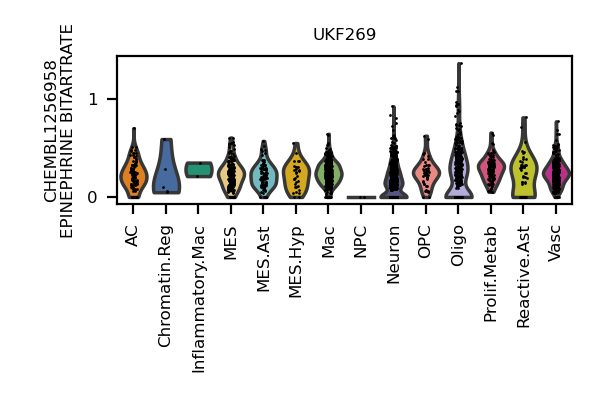 UKF269
CHEMBL1256958
EPINEPHRINE BITARTRATE
1
0
AC
Chromatin.Reg
Inflammatory.Mac
MES
MES.Ast
MES.Hyp
Mac
NPC
Neuron
OPC
Oligo
Prolif.Metab
Reactive.Ast
Vasc